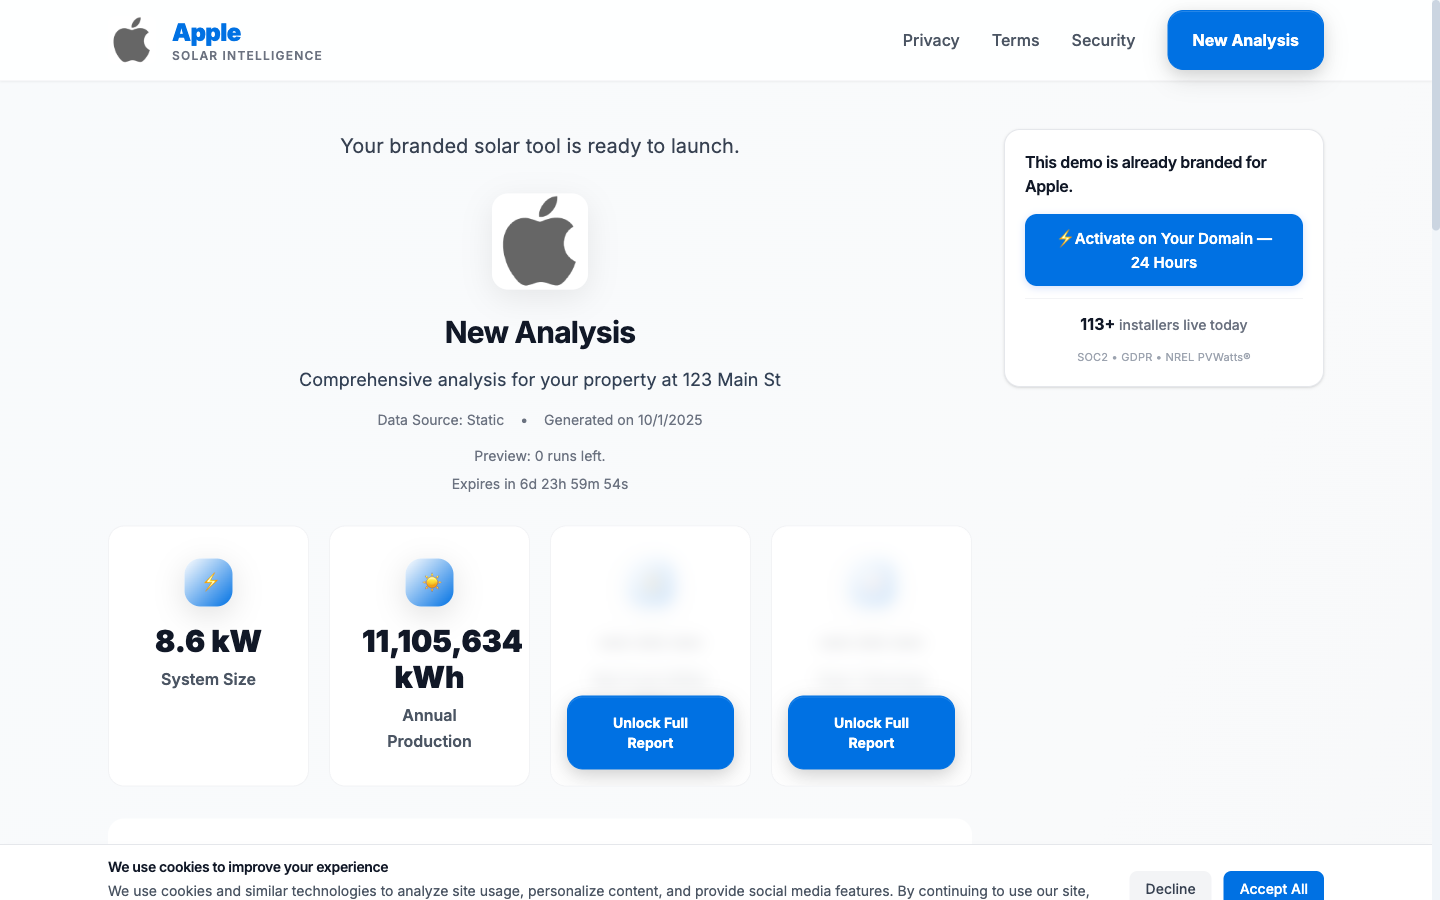 Apple
SOLAR INTELLIGENCE
Privacy
Terms
Security
New Analysis
Your branded solar tool is ready to launch.
New Analysis
Comprehensive analysis for your property at 123 Main St
Data Source: Static • Generated on 10/1/2025
Preview: 0 runs left.
Expires in 6d 23h 59m 54s
8.6 kW
System Size
11,105,634
kWh
Annual
Production
Unlock Full
Report
Unlock Full
Report
This demo is already branded for
Apple.
⚡Activate on Your Domain —
24 Hours
113+ installers live today
SOC2 • GDPR • NREL PVWatts®
We use cookies to improve your experience
We use cookies and similar technologies to analyze site usage, personalize content, and provide social media features. By continuing to use our site,
Decline
Accept All